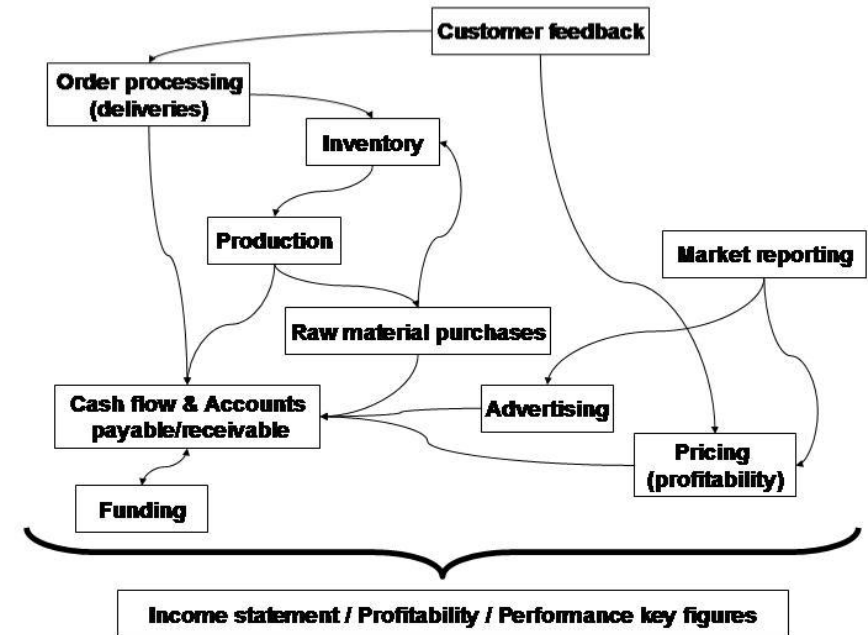 Customer feedback
Order processing
(deliveries)
Inventory
Production
Market reporting
Raw material purchases
Cash flow & Accounts
payable/receivable
Advertising
Pricing
(profitability)
Funding
Income statement / Profitability / Performance key figures